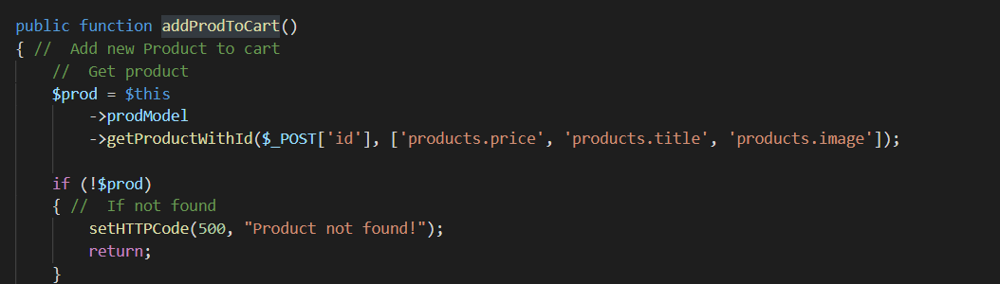 public function addProdToCart()
{ //  Add new Product to cart
    //  Get product
    $prod = $this
        ->prodModel
        ->getProductWithId($_POST['id'], ['products.price', 'products.title', 'products.image']);

    if (!$prod)
    { //  If not found
        setHTTPCode(500, "Product not found!");
        return;
    }